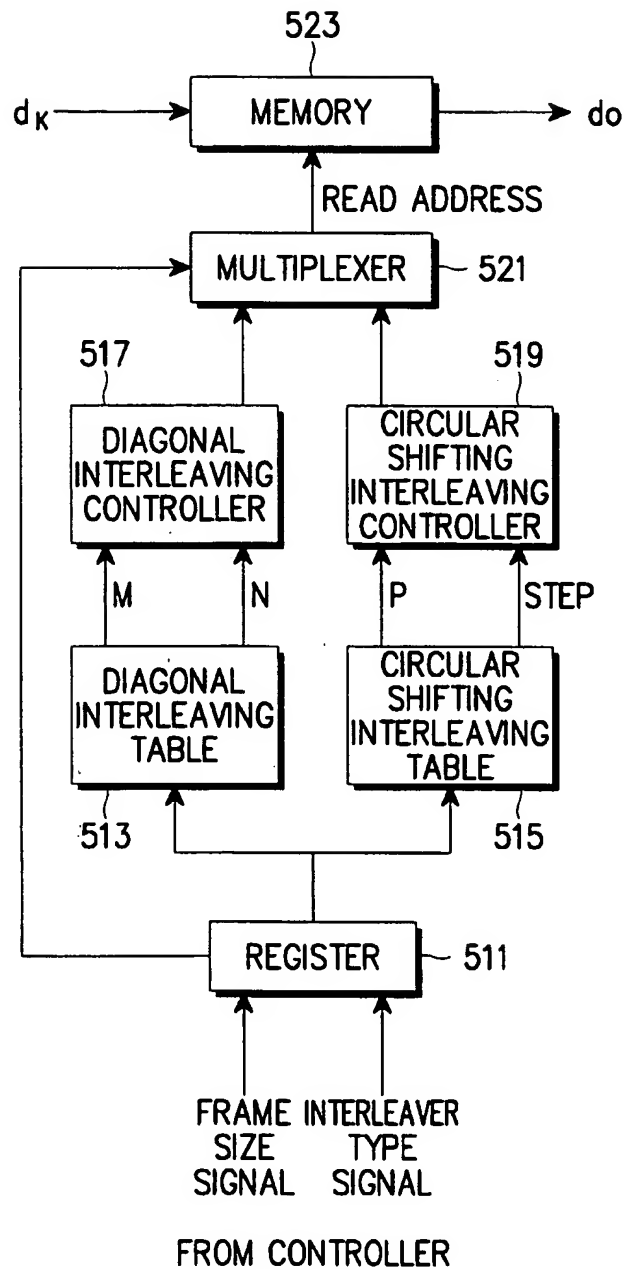 523
dK
MEMORY
do
READ ADDRESS
MULTIPLEXER
521
517
519
DIAGONAL
INTERLEAVING
CONTROLLER
CIRCULAR
SHIFTING
INTERLEAVING
CONTROLLER
M
N
P
STEP
DIAGONAL
INTERLEAVING
TABLE
CIRCULAR
SHIFTING
INTERLEAVING
TABLE
513
515
REGISTER
511
FRAME
SIZE
SIGNAL
INTERLEAVER
TYPE
SIGNAL
FROM CONTROLLER